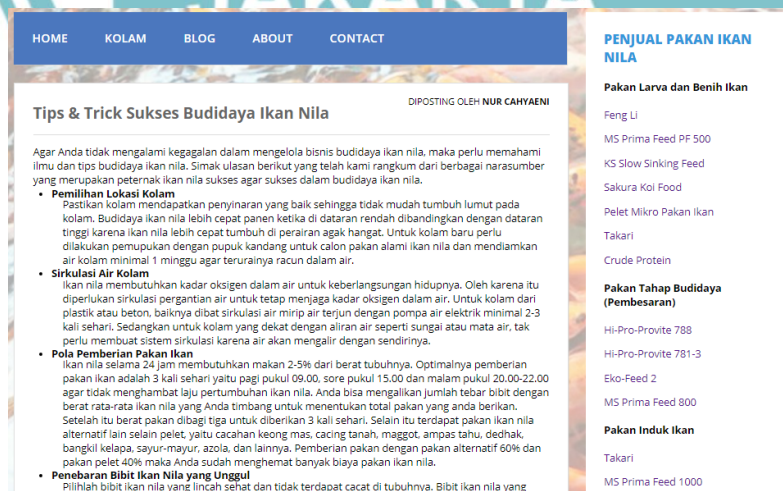 JAKARTA
HOME KOLAM BLOG ABOUT CONTACT
DIPOSTING OLEH NUR CAHYAENI
Tips & Trick Sukses Budidaya Ikan Nila
Agar Anda tidak mengalami kegagalan dalam mengelola bisnis budidaya ikan nila, maka perlu memahami
ilmu dan tips budidaya ikan nila. Simak ulasan berikut yang telah kami rangkum dari berbagai narasumber
yang merupakan peternak ikan nila sukses agar sukses dalam budidaya ikan nila.
• Pemilihan Lokasi Kolam
Pastikan kolam mendapatkan penyinaran yang baik sehingga tidak mudah tumbuh lumut pada
kolam. Budidaya ikan nila lebih cepat panen ketika di dataran rendah dibandingkan dengan dataran
tinggi karena ikan nila lebih cepat tumbuh di perairan agak hangat. Untuk kolam baru perlu
dilakukan pemupukan dengan pupuk kandang untuk calon pakan alami ikan nila dan mendiamkan
air kolam minimal 1 minggu agar terurainya racun dalam air.
• Sirkulasi Air Kolam
Ikan nila membutuhkan kadar oksigen dalam air untuk keberlangsungan hidupnya. Oleh karena itu
diperlukan sirkulasi pergantian air untuk tetap menjaga kadar oksigen dalam air. Untuk kolam dari
plastik atau beton, baiknya dibat sirkulasi air mirip air terjun dengan pompa air elektrik minimal 2-3
kali sehari. Sedangkan untuk kolam yang dekat dengan aliran air seperti sungai atau mata air, tak
perlu membuat sistem sirkulasi karena air akan mengalir dengan sendirinya.
• Pola Pemberian Pakan Ikan
Ikan nila selama 24 jam membutuhkan makan 2-5% dari berat tubuhnya. Optimalnya pemberian
pakan ikan adalah 3 kali sehari yaitu pagi pukul 09.00, sore pukul 15.00 dan malam pukul 20.00-22.00
agar tidak menghambat laju pertumbuhan ikan nila. Anda bisa mengalikan jumlah tebar bibit dengan
berat rata-rata ikan nila yang Anda timbang untuk menentukan total pakan yang anda berikan.
Setelah itu berat pakan dibagi tiga untuk diberikan 3 kali sehari. Selain itu terdapat pakan ikan nila
alternatif lain selain pelet, yaitu cacahan keong mas, cacing tanah, maggot, ampas tahu, dedhak,
bangkil kelapa, sayur-mayur, azola, dan lainnya. Pemberian pakan dengan pakan alternatif 60% dan
pakan pelet 40% maka Anda sudah menghemat banyak biaya pakan ikan nila.
• Penebaran Bibit Ikan Nila yang Unggul
Pilihlah bibit ikan nila yang lincah sehat dan tidak terdapat cacat di tubuhnya. Bibit ikan nila yang
PENJUAL PAKAN IKAN
NILA
Pakan Larva dan Benih Ikan
Feng Li
MS Prima Feed PF 500
KS Slow Sinking Feed
Sakura Koi Food
Pelet Mikro Pakan Ikan
Takari
Crude Protein
Pakan Tahap Budidaya
(Pembesaran)
Hi-Pro-Provite 788
Hi-Pro-Provite 781-3
Eko-Feed 2
MS Prima Feed 800
Pakan Induk Ikan
Takari
MS Prima Feed 1000